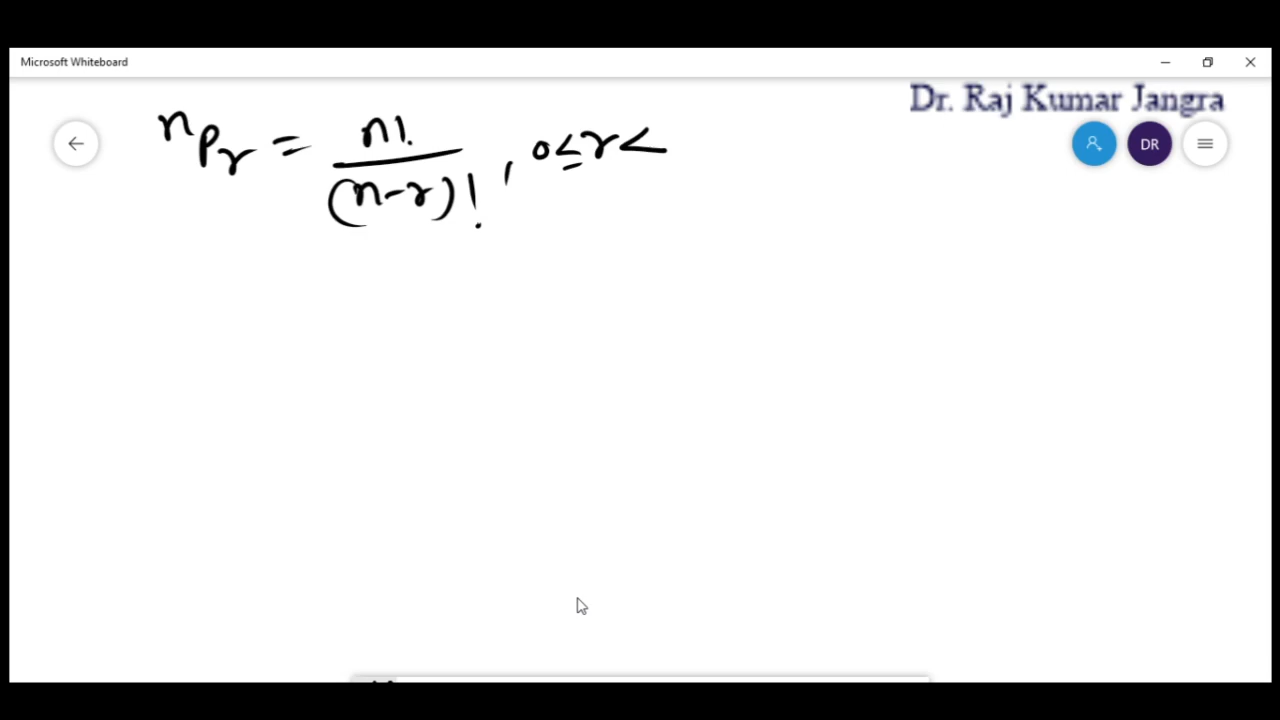 Microsoft Whiteboard
Dr. Raj Kumar Jangra
DR
nPr = n!/(n-r)! , 0≤r<